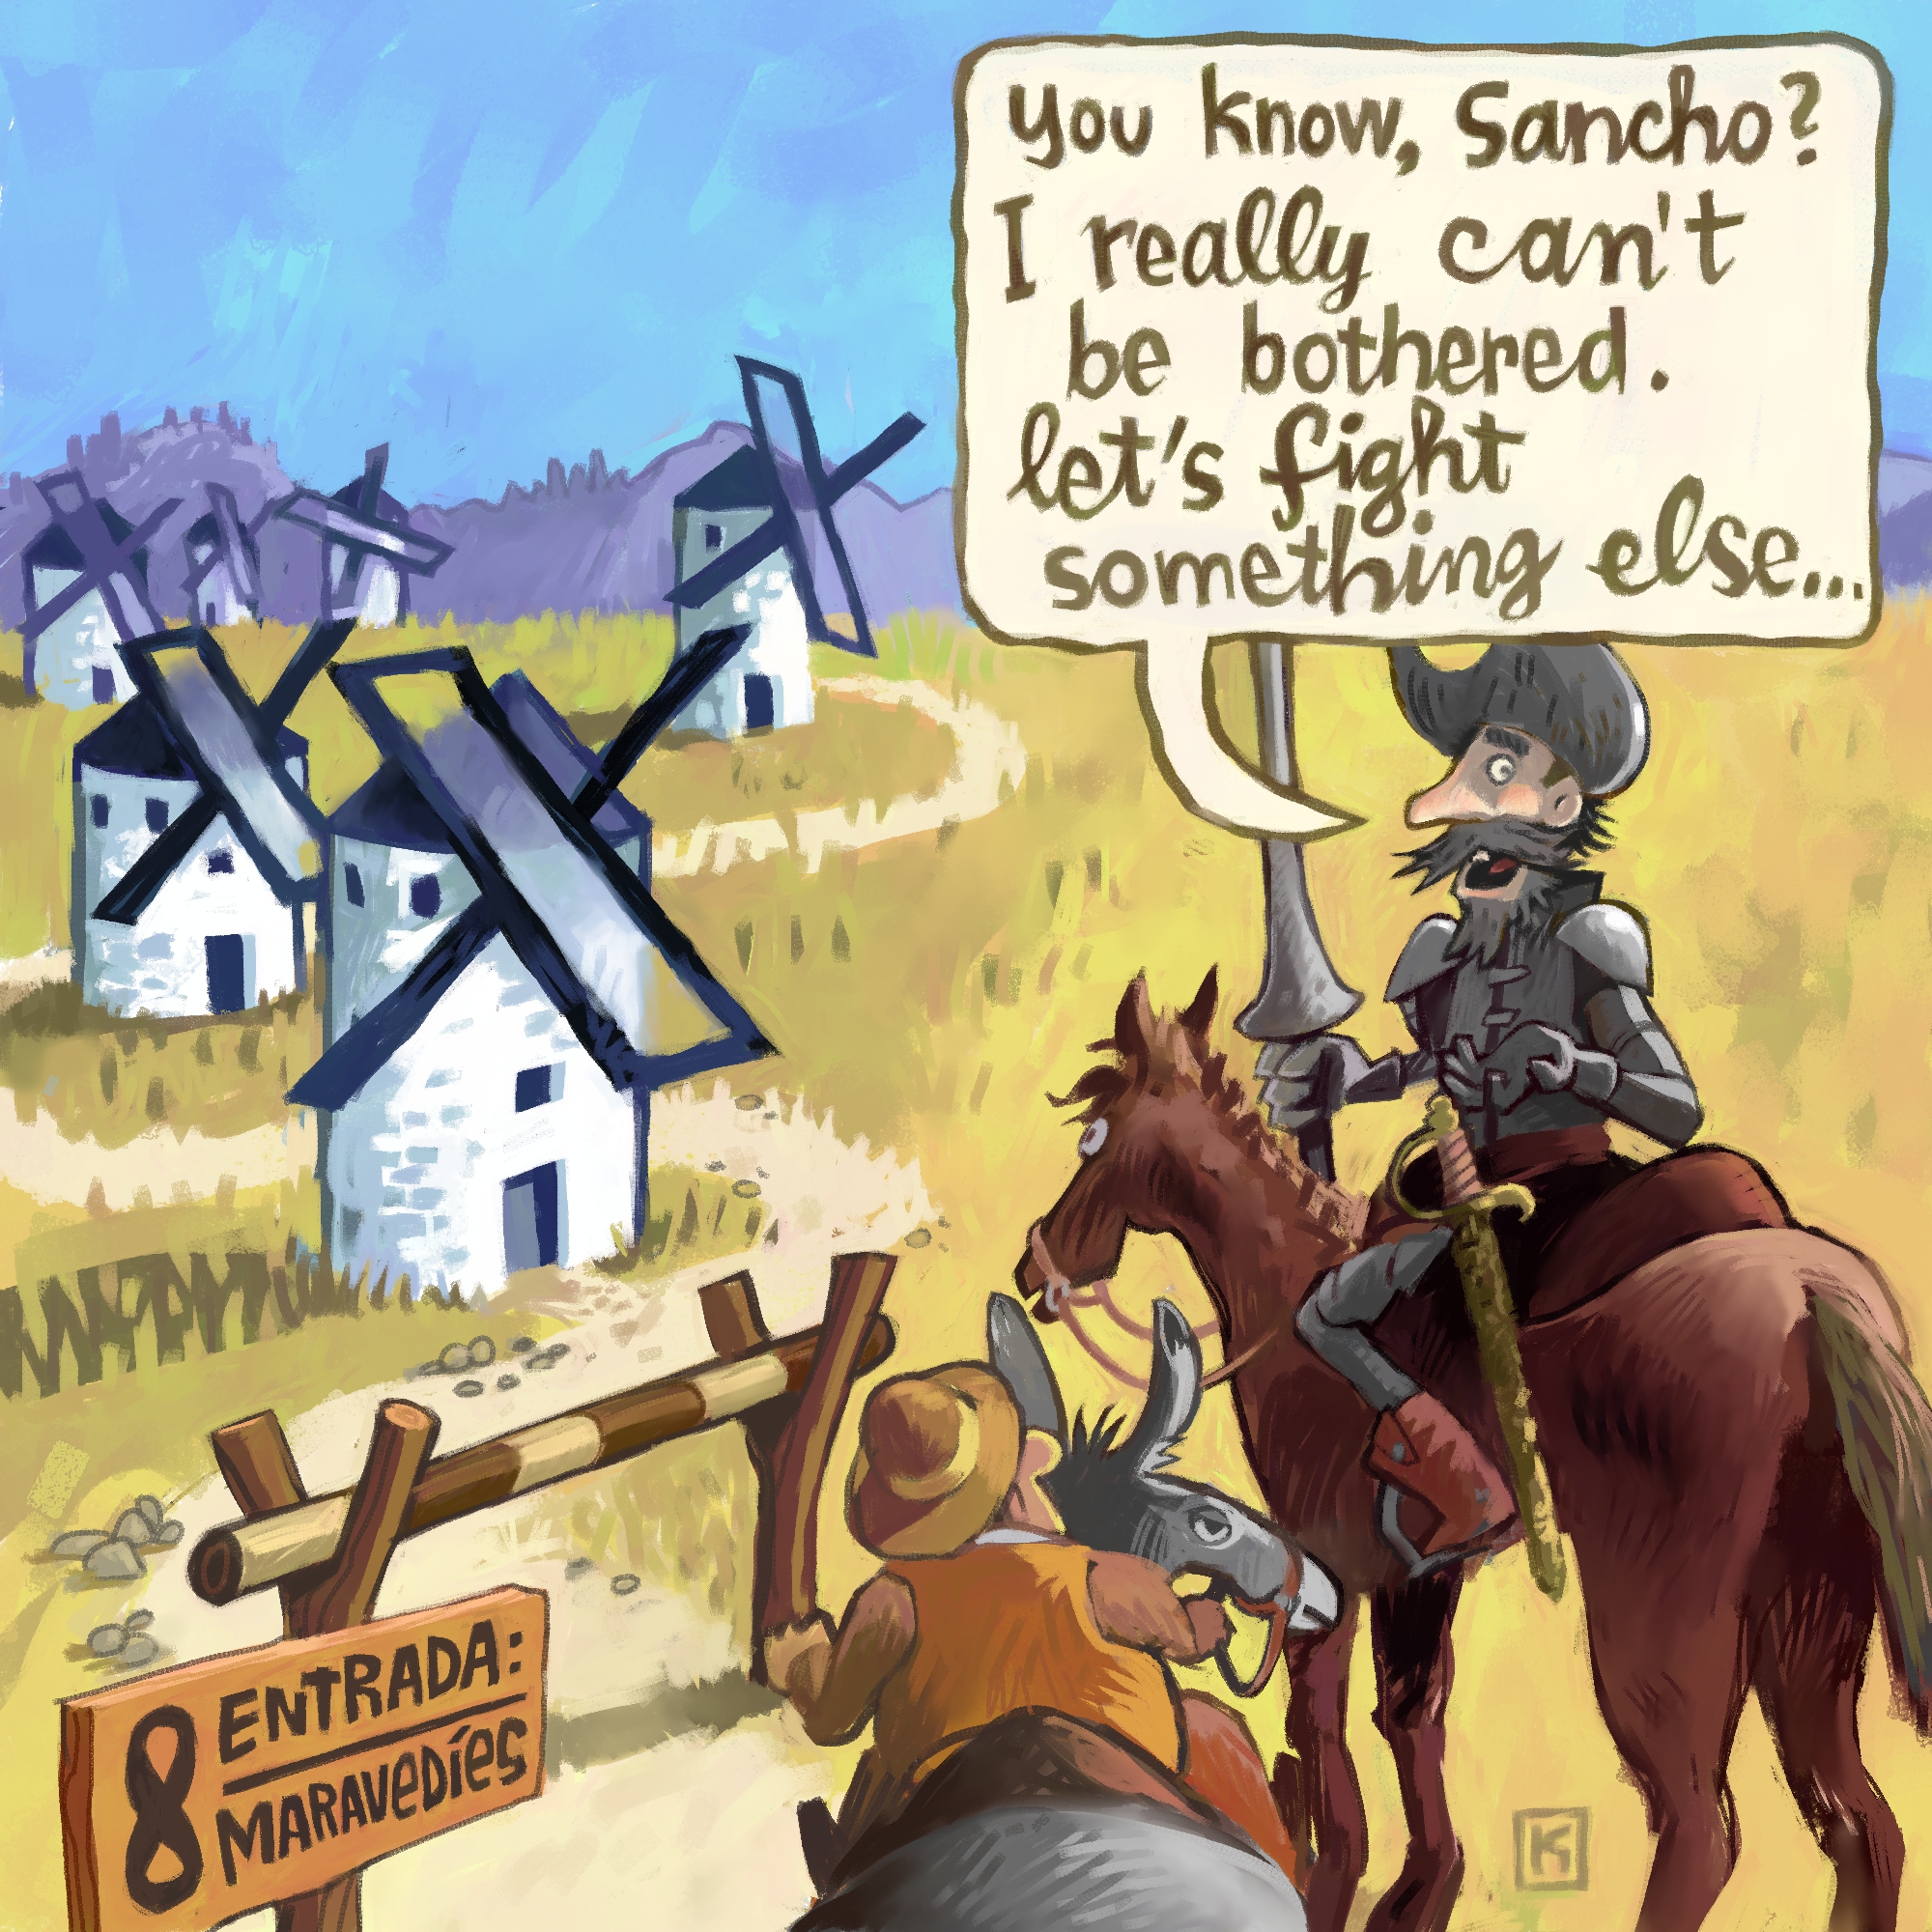 You know, Sancho?
I really can't
be bothered.
let's fight
something else...
8 ENTRADA:
MARAVEDíes
K